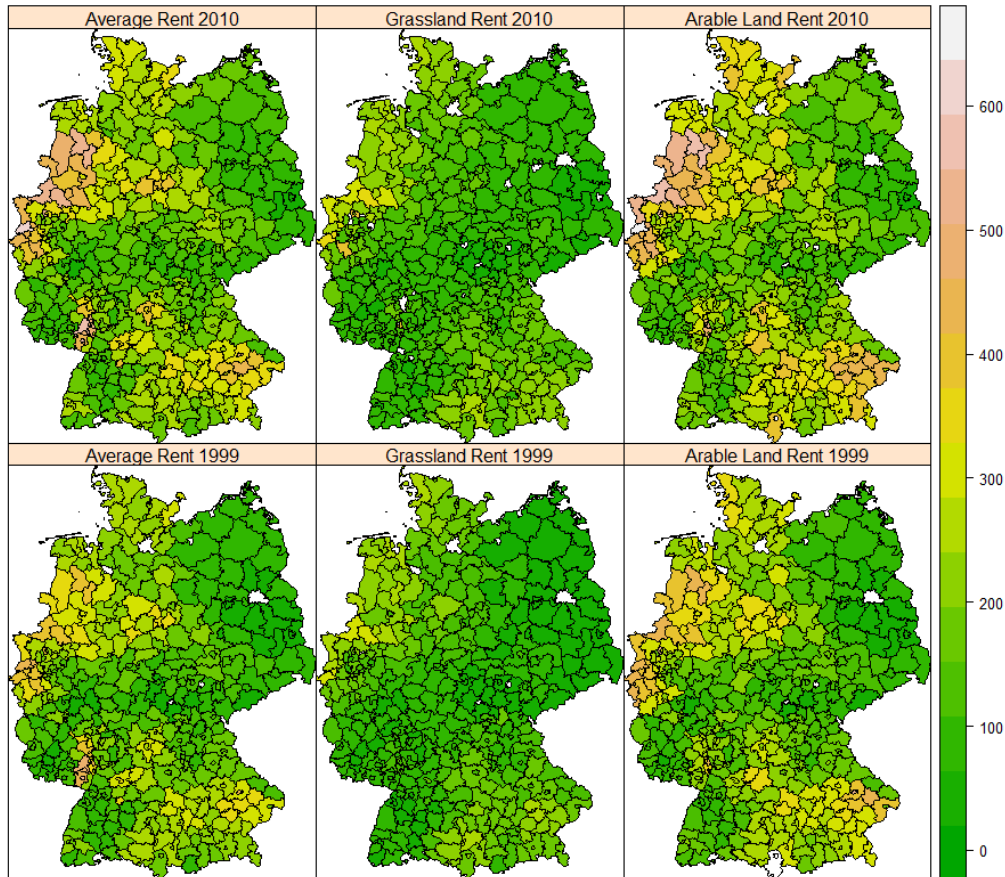 Average Rent 2010
Grassland Rent 2010
Arable Land Rent 2010
Average Rent 1999
Grassland Rent 1999
Arable Land Rent 1999
600
500
400
300
200
100
0